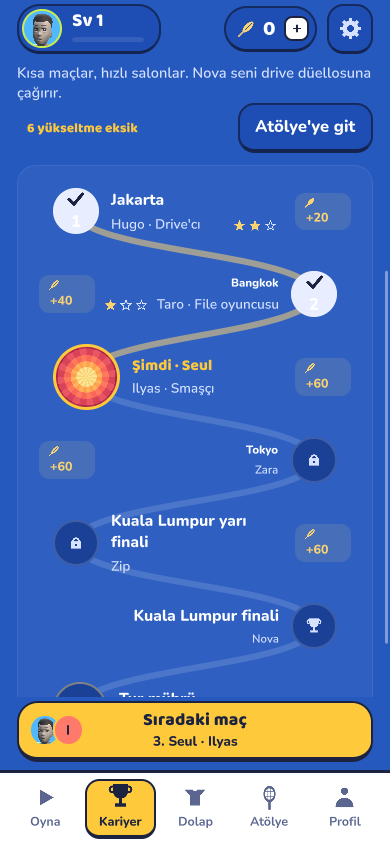 Sv 1
0 +
Kısa maçlar, hızlı salonlar. Nova seni drive düellosuna
çağırır.
6 yükseltme eksik
Atölye'ye git
1
Jakarta
Hugo · Drive'cı
+20
+40
Bangkok
Taro · File oyuncusu
2
Şimdi · Seul
Ilyas · Smaşçı
+60
+60
Tokyo
Zara
Kuala Lumpur yarı
finali
Zip
+60
Kuala Lumpur finali
Nova
I
Sıradaki maç
3. Seul · Ilyas
Oyna
Kariyer
Dolap
Atölye
Profil